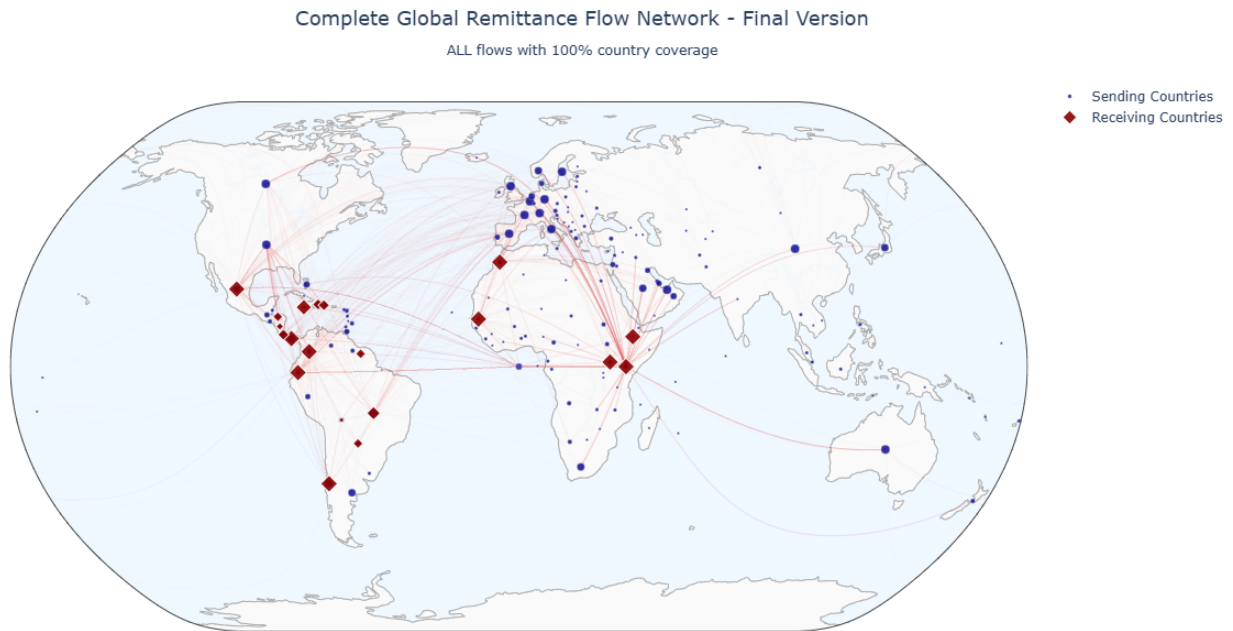 Complete Global Remittance Flow Network - Final Version
ALL flows with 100% country coverage
Sending Countries
Receiving Countries